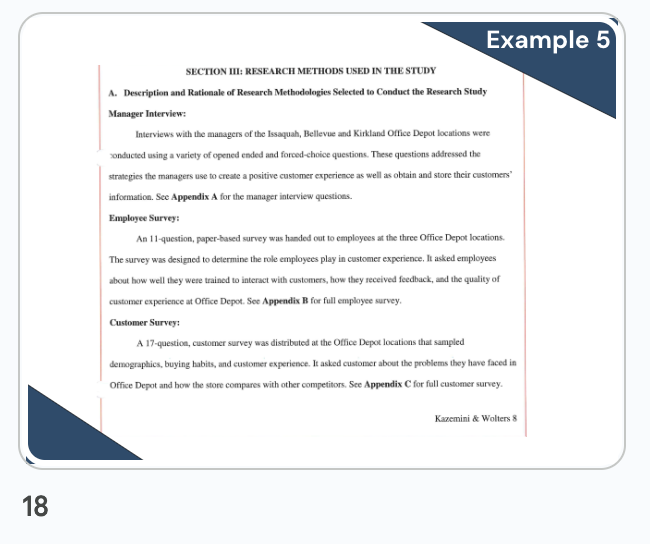 Example 5
SECTION III: RESEARCH METHODS USED IN THE STUDY
A. Description and Rationale of Research Methodologies Selected to Conduct the Research Study
Manager Interview:
Interviews with the managers of the Issaquah, Bellevue and Kirkland Office Depot locations were
conducted using a variety of opened ended and forced-choice questions. These questions addressed the
strategies the managers use to create a positive customer experience as well as obtain and store their customers'
information. See Appendix A for the manager interview questions.
Employee Survey:
An 11-question, paper-based survey was handed out to employees at the three Office Depot locations.
The survey was designed to determine the role employees play in customer experience. It asked employees
about how well they were trained to interact with customers, how they received feedback, and the quality of
customer experience at Office Depot. See Appendix B for full employee survey.
Customer Survey:
A 17-question, customer survey was distributed at the Office Depot locations that sampled
demographics, buying habits, and customer experience. It asked customer about the problems they have faced in
Office Depot and how the store compares with other competitors. See Appendix C for full customer survey.
Kazemini & Wolters 8
18